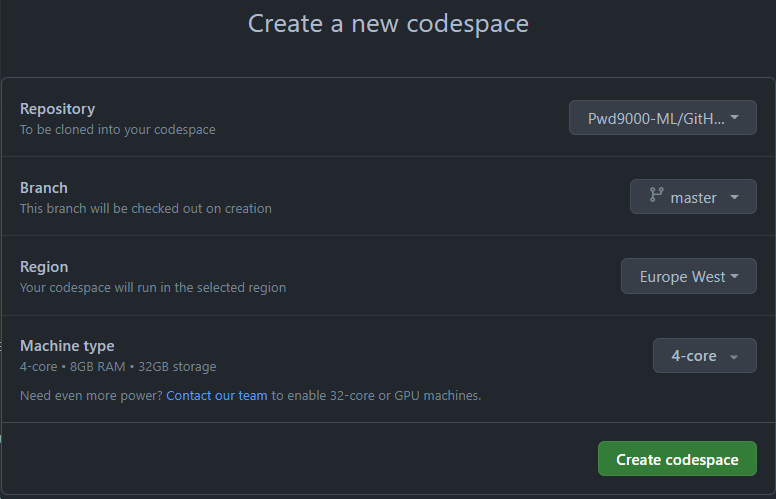 Create a new codespace
Repository
To be cloned into your codespace
Pwd9000-ML/GitH...
Branch
This branch will be checked out on creation
master
Region
Your codespace will run in the selected region
Europe West
Machine type
4-core • 8GB RAM • 32GB storage
4-core
Need even more power? Contact our team to enable 32-core or GPU machines.
Create codespace